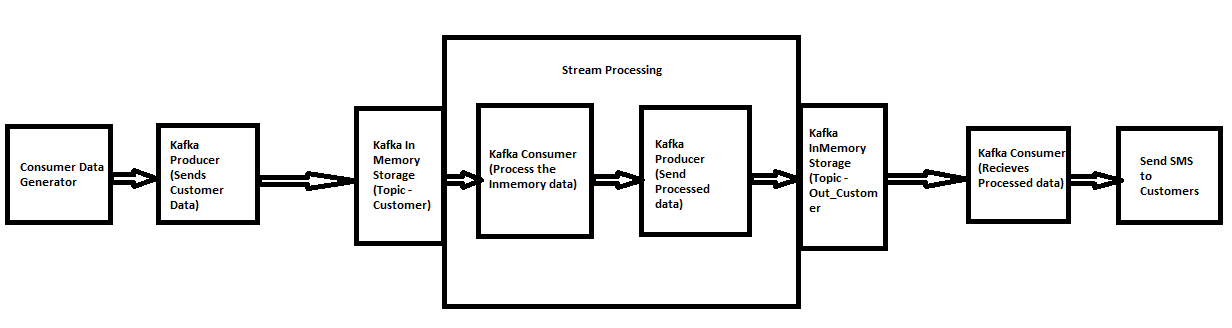 Stream Processing
Consumer Data
Generator
Kafka
Producer
(Sends
Customer
Data)
Kafka In
Memory
Storage
(Topic -
Customer)
Kafka Consumer
(Process the
Inmemory data)
Kafka
Producer
(Send
Processed
data)
Kafka
InMemory
Storage
(Topic -
Out_Custom
er
Kafka Consumer
(Recieves
Processed data)
Send SMS
to
Customers